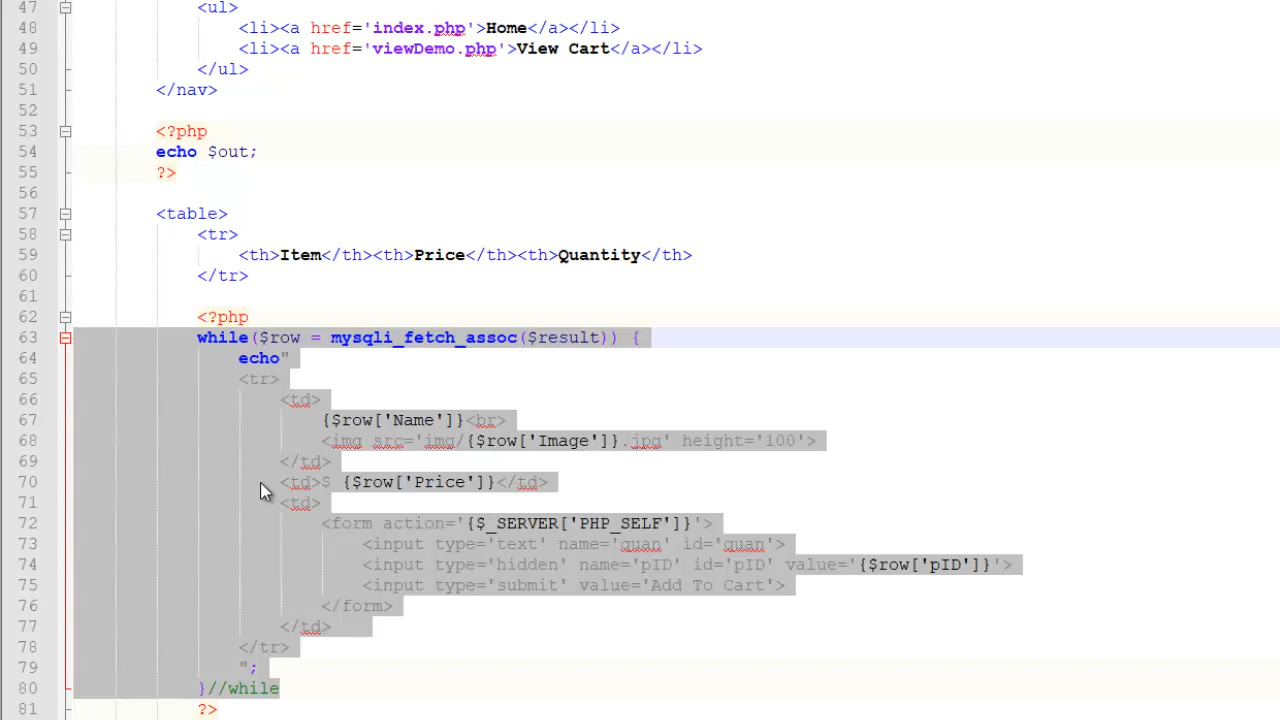 47 <ul>
48 <li><a href='index.php'>Home</a></li>
49 <li><a href='viewDemo.php'>View Cart</a></li>
50 </ul>
51 </nav>
52
53 <?php
54 echo $out;
55 ?>
56
57 <table>
58 <tr>
59 <th>Item</th><th>Price</th><th>Quantity</th>
60 </tr>
61
62 <?php
63 while($row = mysqli_fetch_assoc($result)) {
64 echo"
65 <tr>
66 <td>
67 {$row['Name']}<br>
68 <img src='img/{$row['Image']}.jpg' height='100'>
69 </td>
70 <td>$ {$row['Price']}</td>
71 <td>
72 <form action='{$_SERVER['PHP_SELF']}'>
73 <input type='text' name='quan' id='quan'>
74 <input type='hidden' name='pID' id='pID' value='{$row['pID']}'>
75 <input type='submit' value='Add To Cart'>
76 </form>
77 </td>
78 </tr>
79 ";
80 }//while
81 ?>